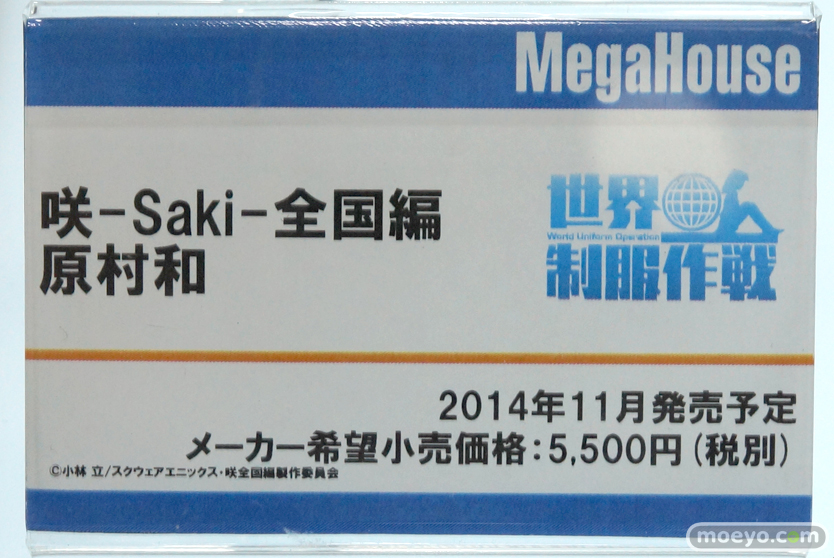 MegaHouse
咲-Saki-全国編
原村和
世界
World Uniform Operation
制服作戦
2014年11月発売予定
メーカー希望小売価格:5,500円(税別)
©小林 立/スクウェアエニックス・咲全国編製作委員会
moeyo.com